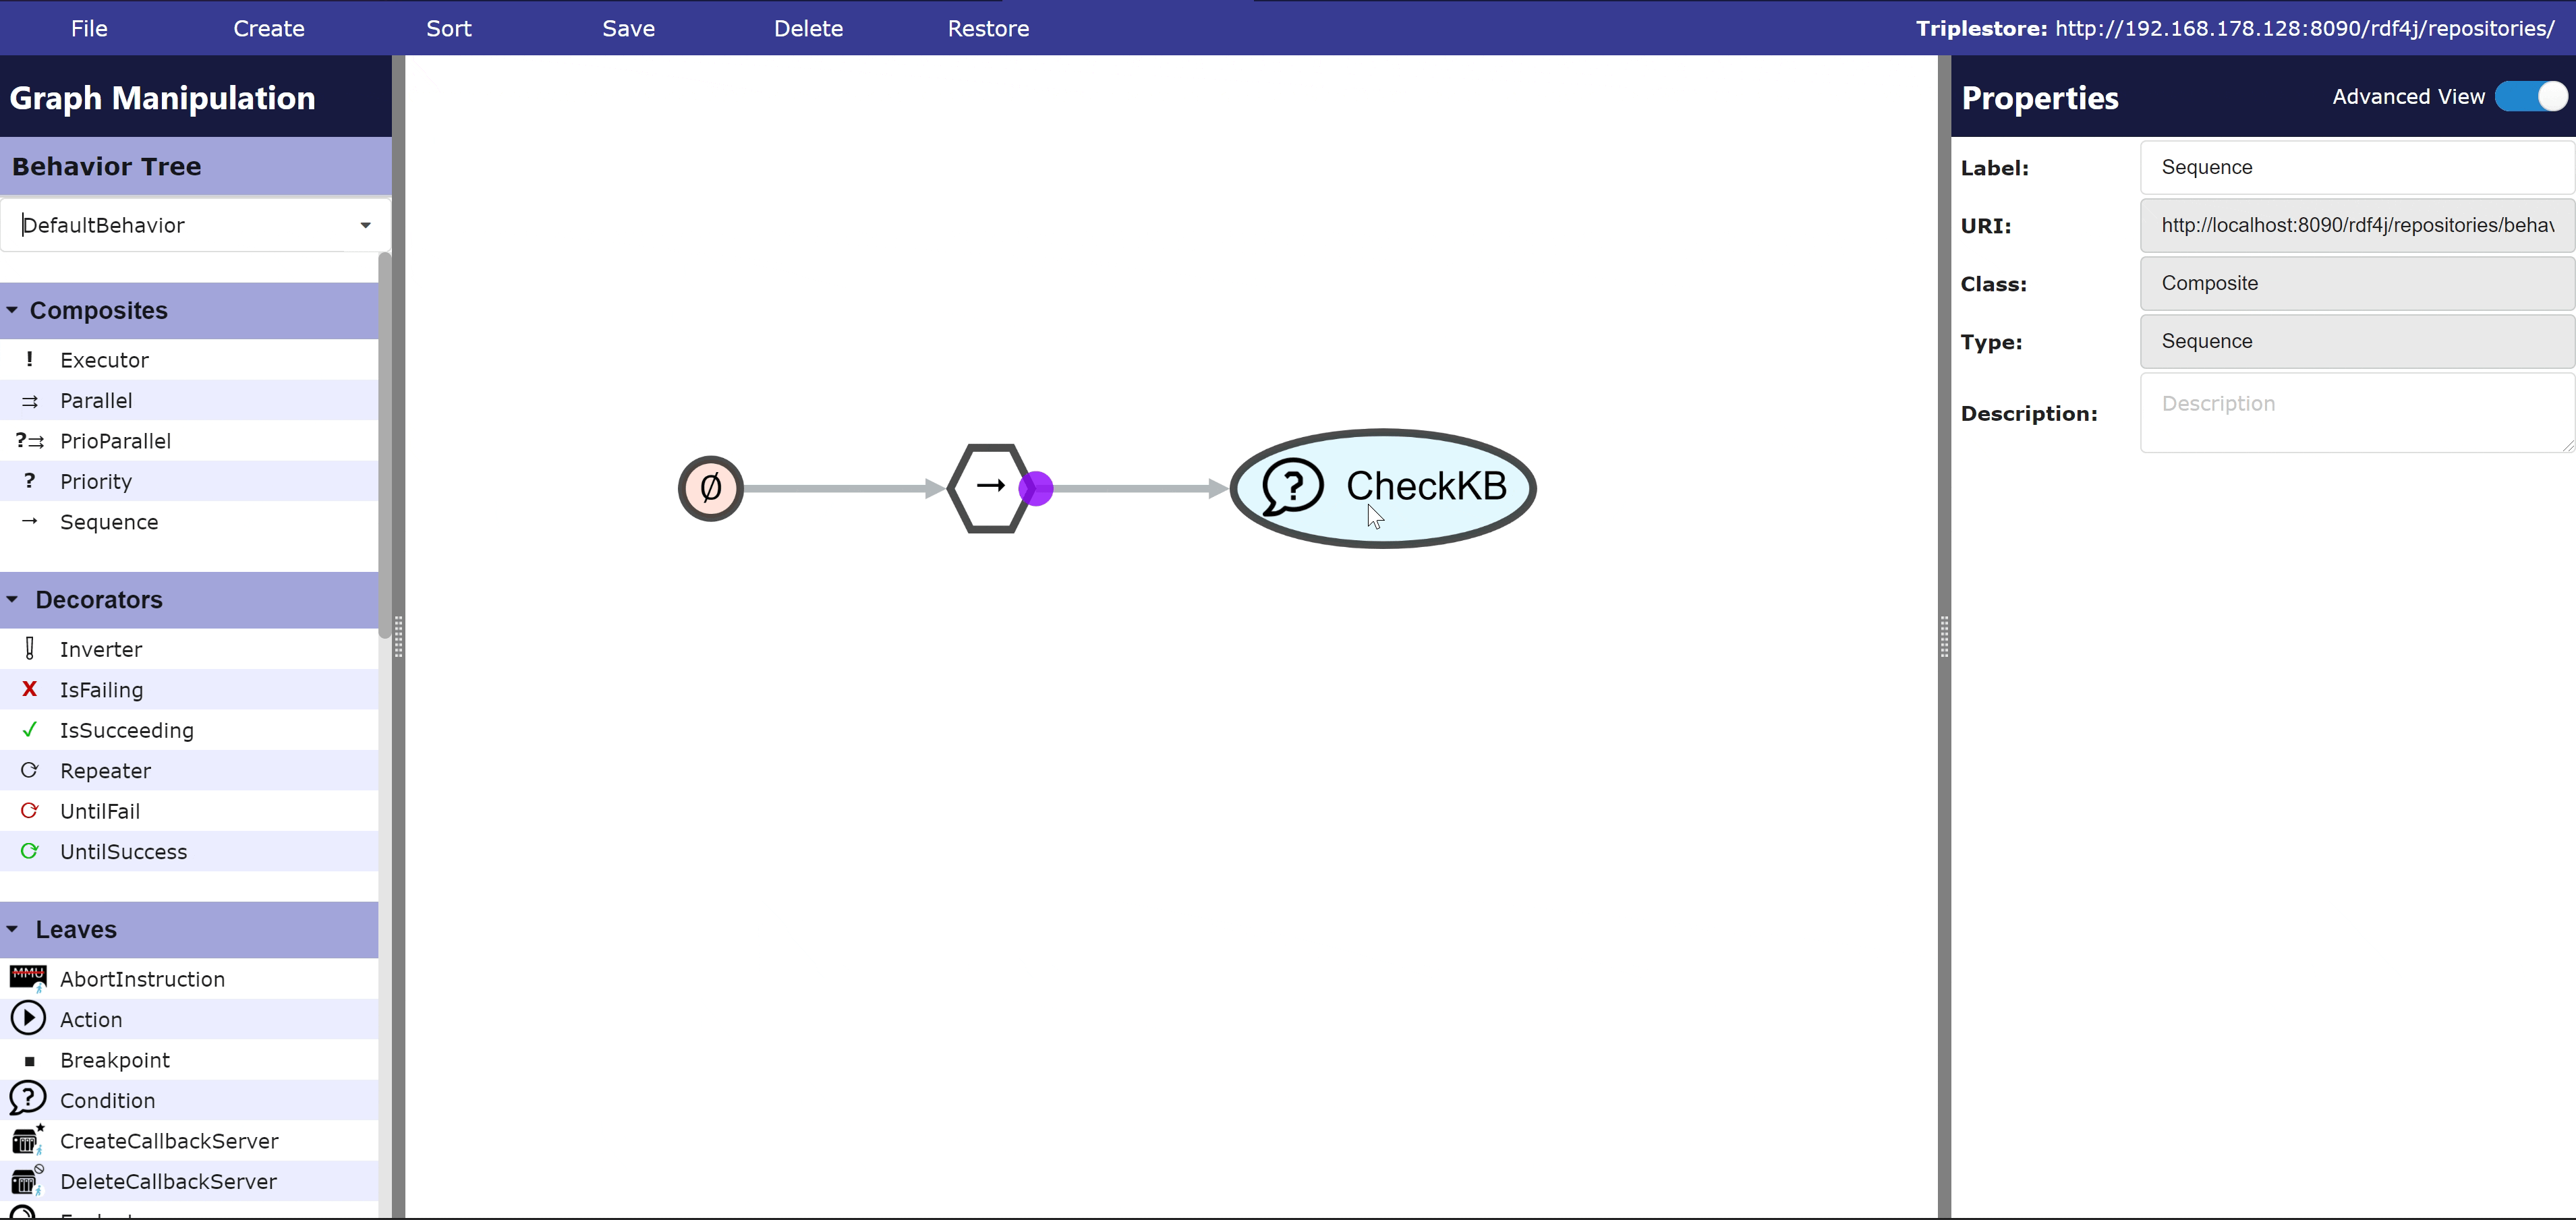 File Create Sort Save Delete Restore Triplestore: http://192.168.178.128:8090/rdf4j/repositories/
Graph Manipulation
Behavior Tree
DefaultBehavior
Composites
! Executor
⇉ Parallel
?⇉ PrioParallel
? Priority
→ Sequence
Decorators
Inverter
X IsFailing
✓ IsSucceeding
⟳ Repeater
⟳ UntilFail
⟳ UntilSuccess
Leaves
MMU AbortInstruction
Action
Breakpoint
? Condition
CreateCallbackServer
DeleteCallbackServer
Ø
→
? CheckKB
Properties Advanced View
Label: Sequence
URI: http://localhost:8090/rdf4j/repositories/behav
Class: Composite
Type: Sequence
Description: Description